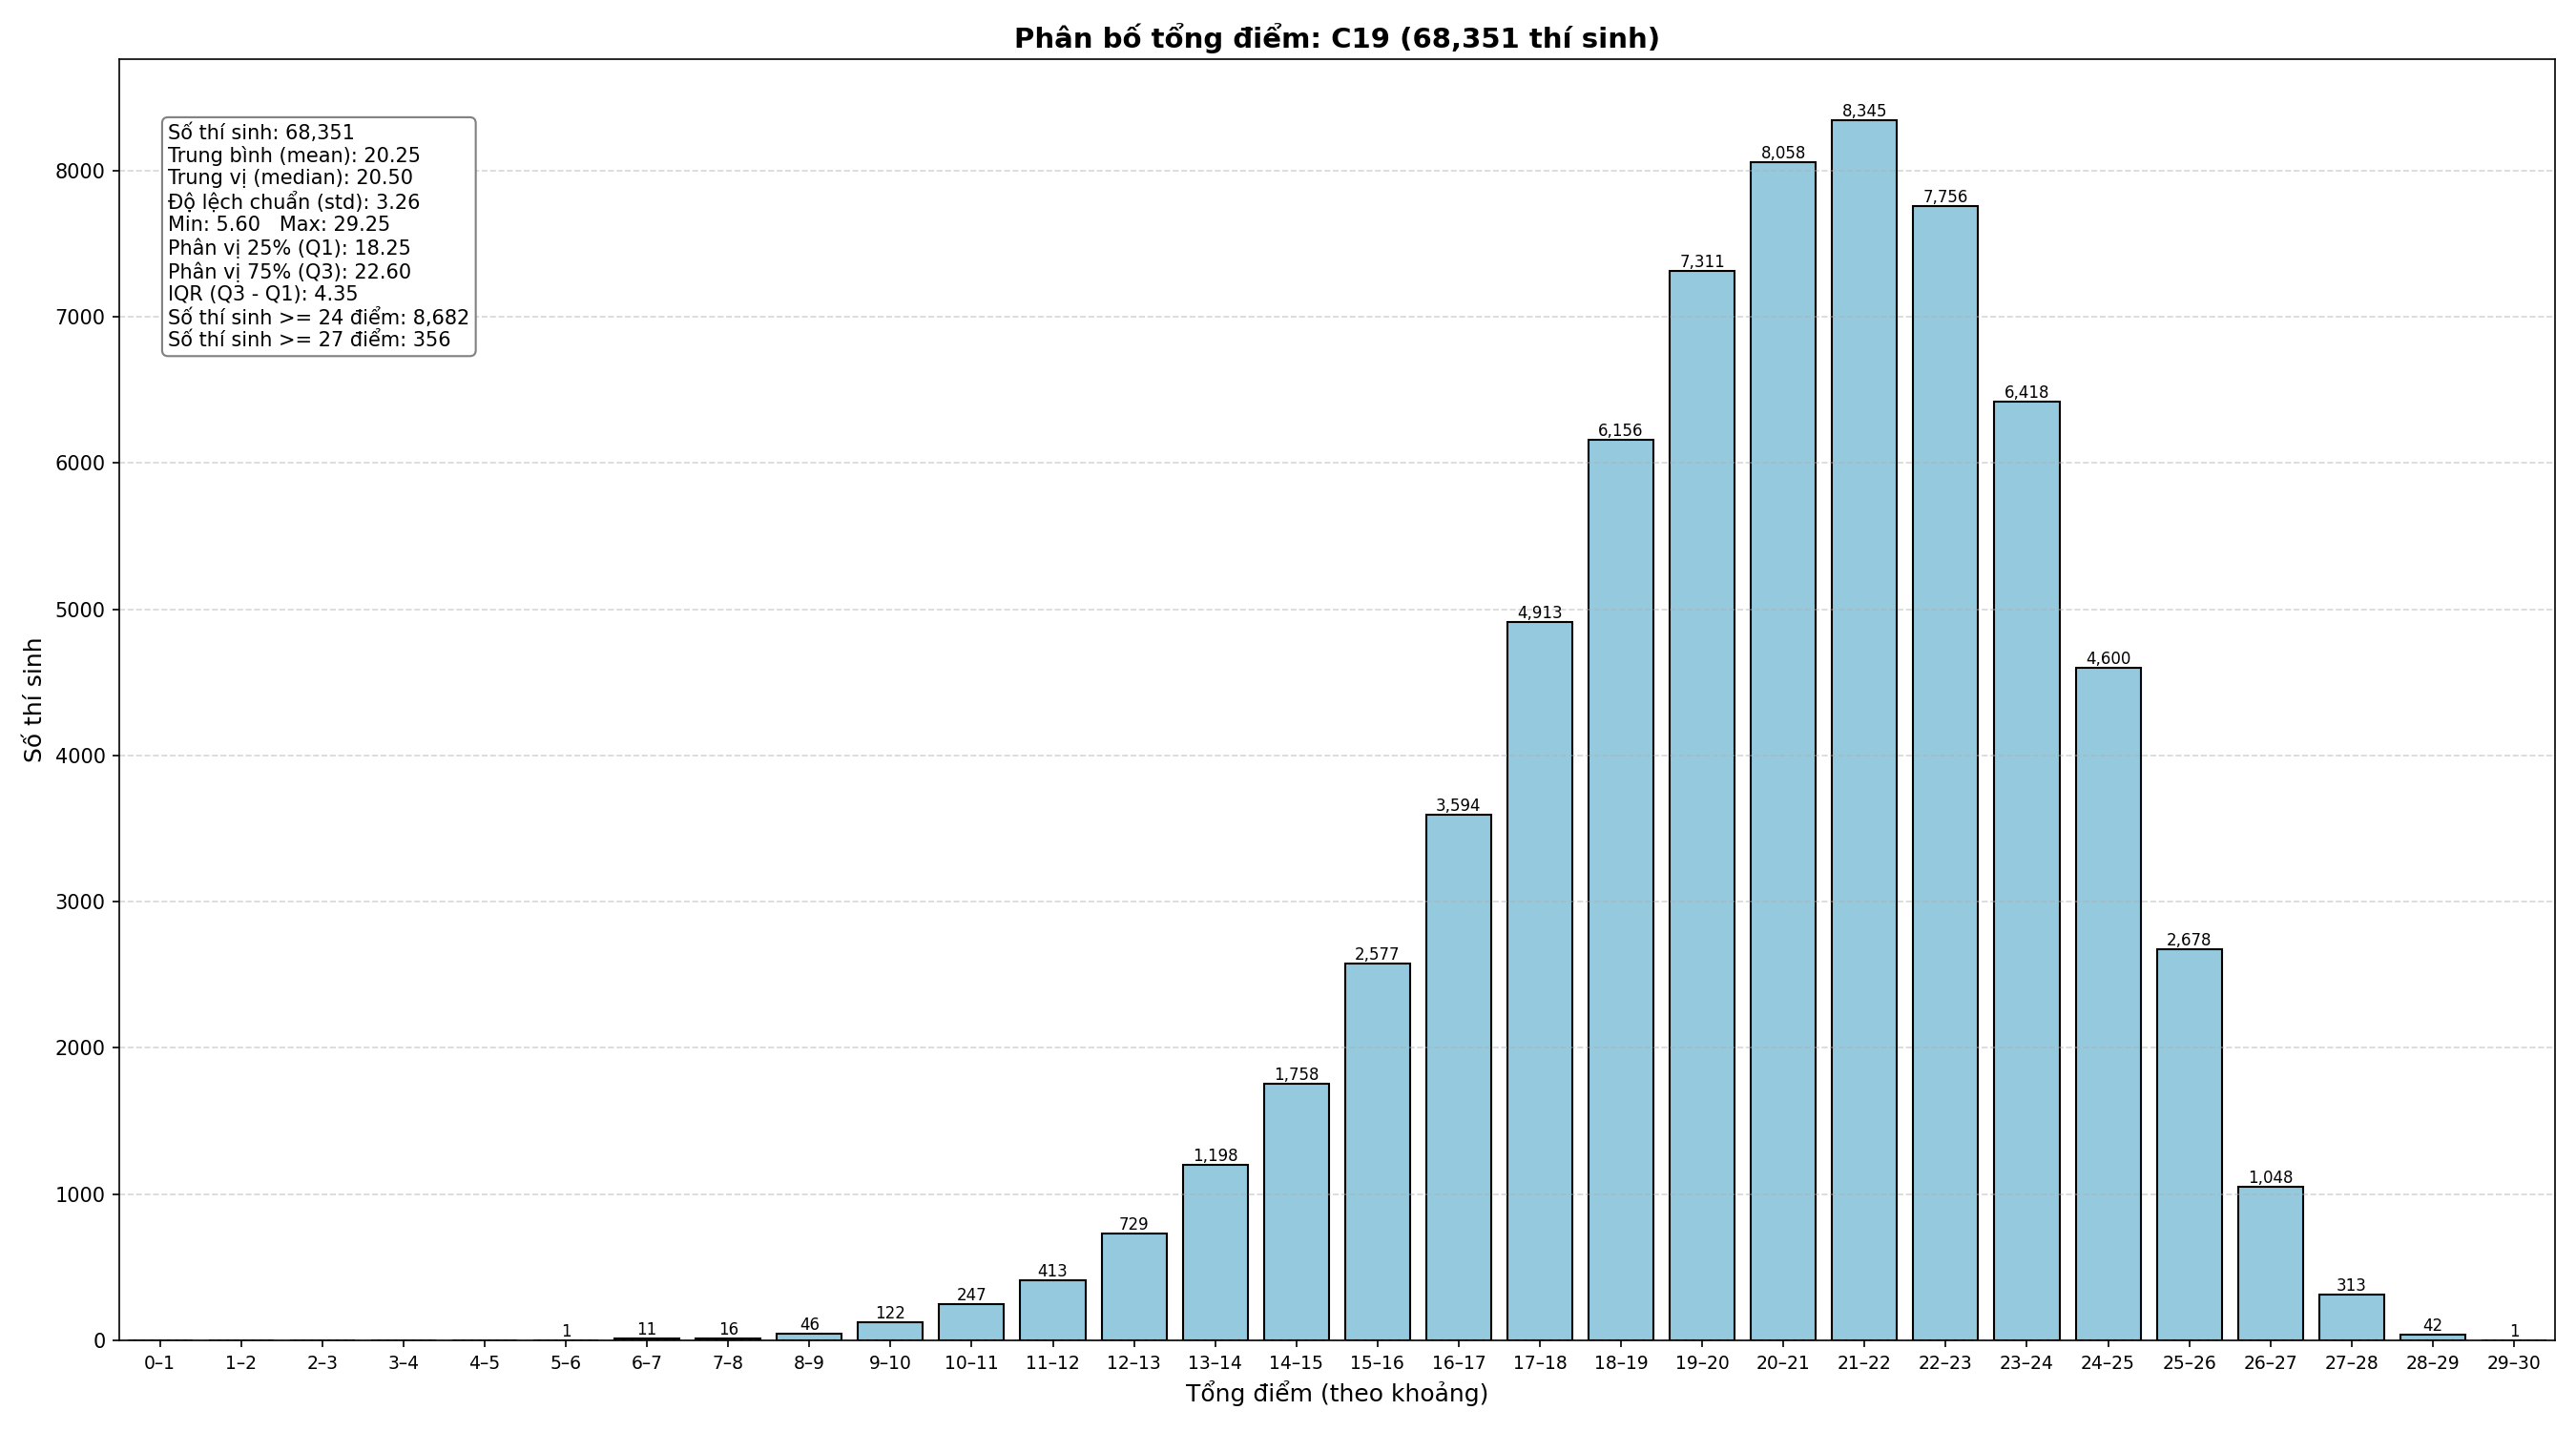 Phân bố tổng điểm: C19 (68,351 thí sinh)
Số thí sinh: 68,351
Trung bình (mean): 20.25
Trung vị (median): 20.50
Độ lệch chuẩn (std): 3.26
Min: 5.60   Max: 29.25
Phân vị 25% (Q1): 18.25
Phân vị 75% (Q3): 22.60
IQR (Q3 - Q1): 4.35
Số thí sinh >= 24 điểm: 8,682
Số thí sinh >= 27 điểm: 356
Số thí sinh
8000
7000
6000
5000
4000
3000
2000
1000
0
1
11
16
46
122
247
413
729
1,198
1,758
2,577
3,594
4,913
6,156
7,311
8,058
8,345
7,756
6,418
4,600
2,678
1,048
313
42
1
0–1 1–2 2–3 3–4 4–5 5–6 6–7 7–8 8–9 9–10 10–11 11–12 12–13 13–14 14–15 15–16 16–17 17–18 18–19 19–20 20–21 21–22 22–23 23–24 24–25 25–26 26–27 27–28 28–29 29–30
Tổng điểm (theo khoảng)